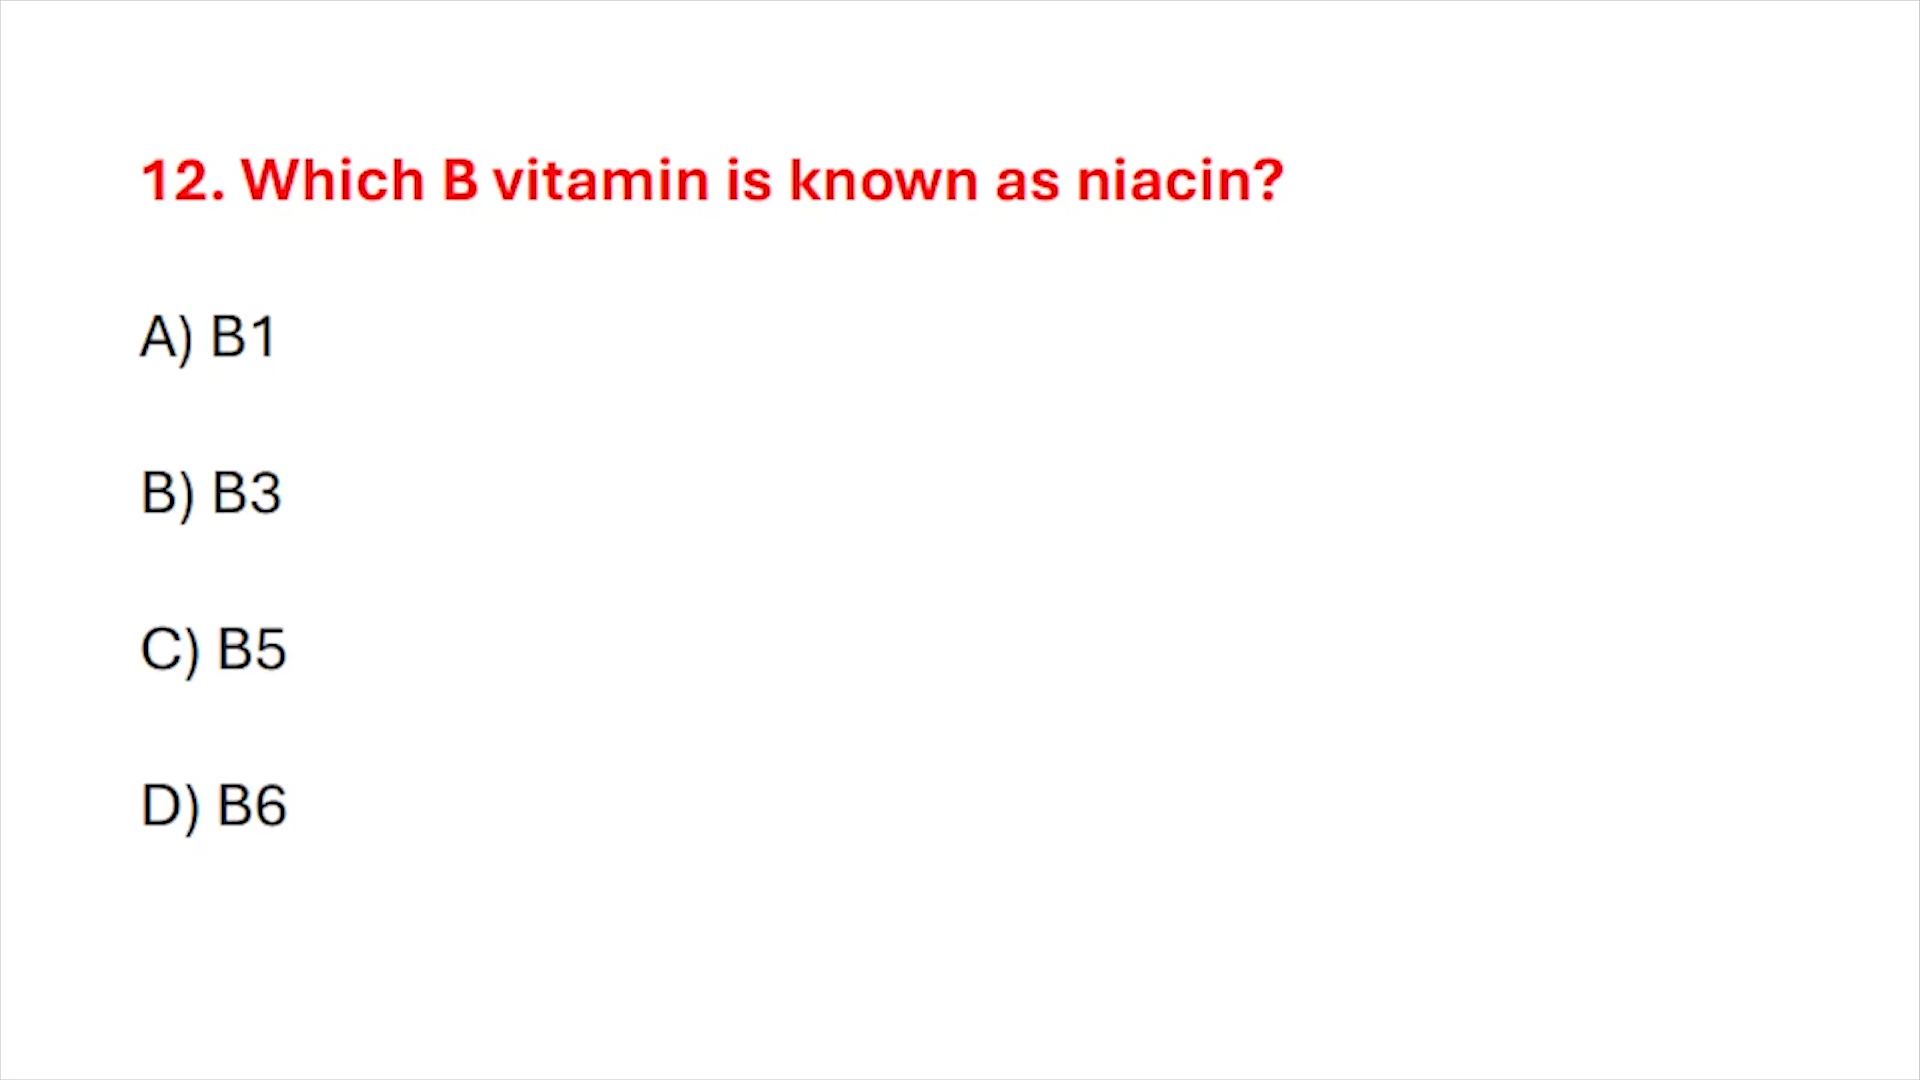 12. Which B vitamin is known as niacin?
A) B1
B) B3
C) B5
D) B6